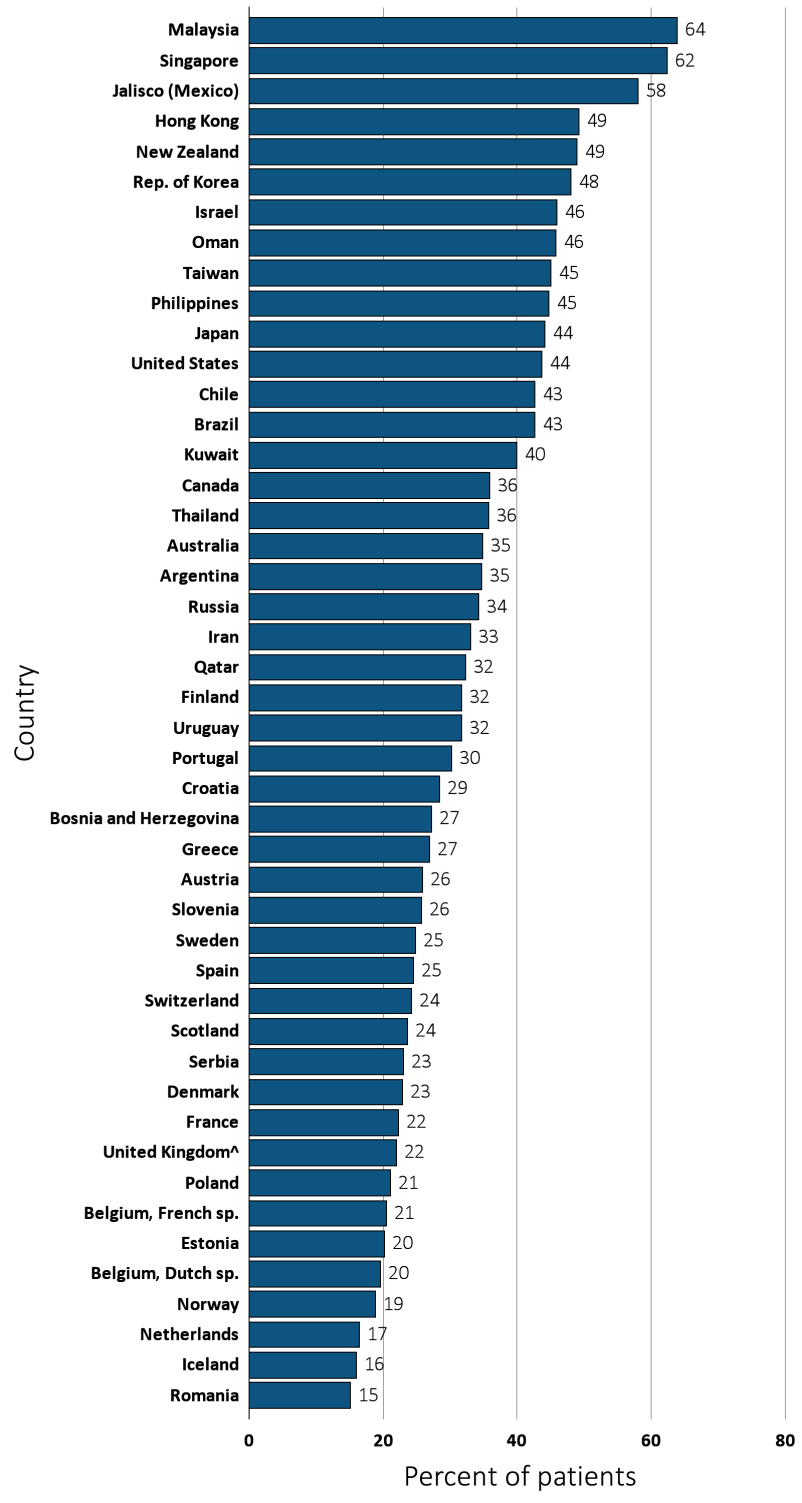 Malaysia 64
Singapore 62
Jalisco (Mexico) 58
Hong Kong 49
New Zealand 49
Rep. of Korea 48
Israel 46
Oman 46
Taiwan 45
Philippines 45
Japan 44
United States 44
Chile 43
Brazil 43
Kuwait 40
Canada 36
Thailand 36
Australia 35
Argentina 35
Russia 34
Iran 33
Qatar 32
Finland 32
Uruguay 32
Portugal 30
Croatia 29
Bosnia and Herzegovina 27
Greece 27
Austria 26
Slovenia 26
Sweden 25
Spain 25
Switzerland 24
Scotland 24
Serbia 23
Denmark 23
France 22
United Kingdom^ 22
Poland 21
Belgium, French sp. 21
Estonia 20
Belgium, Dutch sp. 20
Norway 19
Netherlands 17
Iceland 16
Romania 15
Country
0 20 40 60 80
Percent of patients